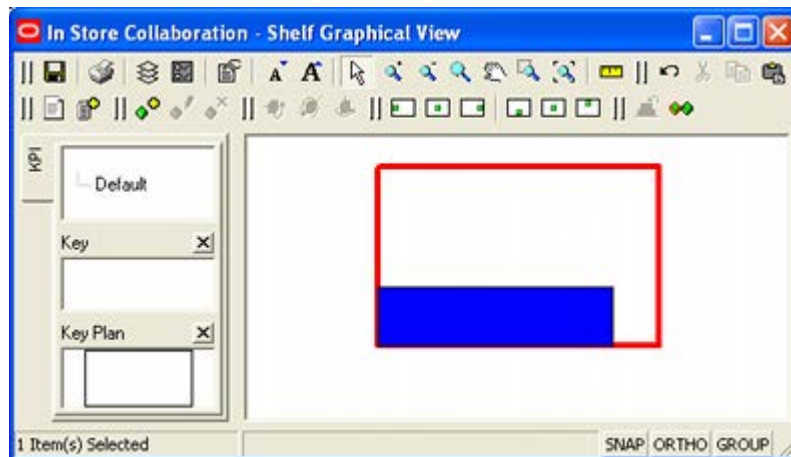 In Store Collaboration - Shelf Graphical View
A A
KPI
Default
Key
Key Plan
1 Item(s) Selected
SNAP ORTHO GROUP